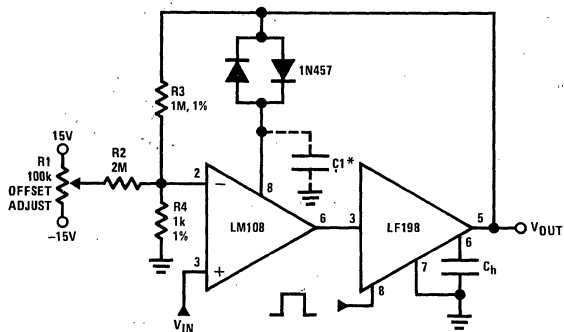 1N457
R3
1M, 1%
15V
R1
100k
OFFSET
ADJUST
-15V
R2
2M
R4
1k
1%
C1*
2
-
8
LM108
6
3
+
VIN
3
LF198
5
VOUT
6
7
8
Ch